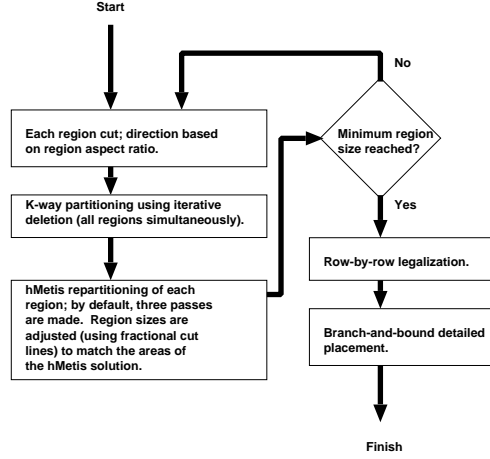 Start
No
Each region cut; direction based
on region aspect ratio.
Minimum region
size reached?
K-way partitioning using iterative
deletion (all regions simultaneously).
Yes
hMetis repartitioning of each
region; by default, three passes
are made. Region sizes are
adjusted (using fractional cut
lines) to match the areas of
the hMetis solution.
Row-by-row legalization.
Branch-and-bound detailed
placement.
Finish